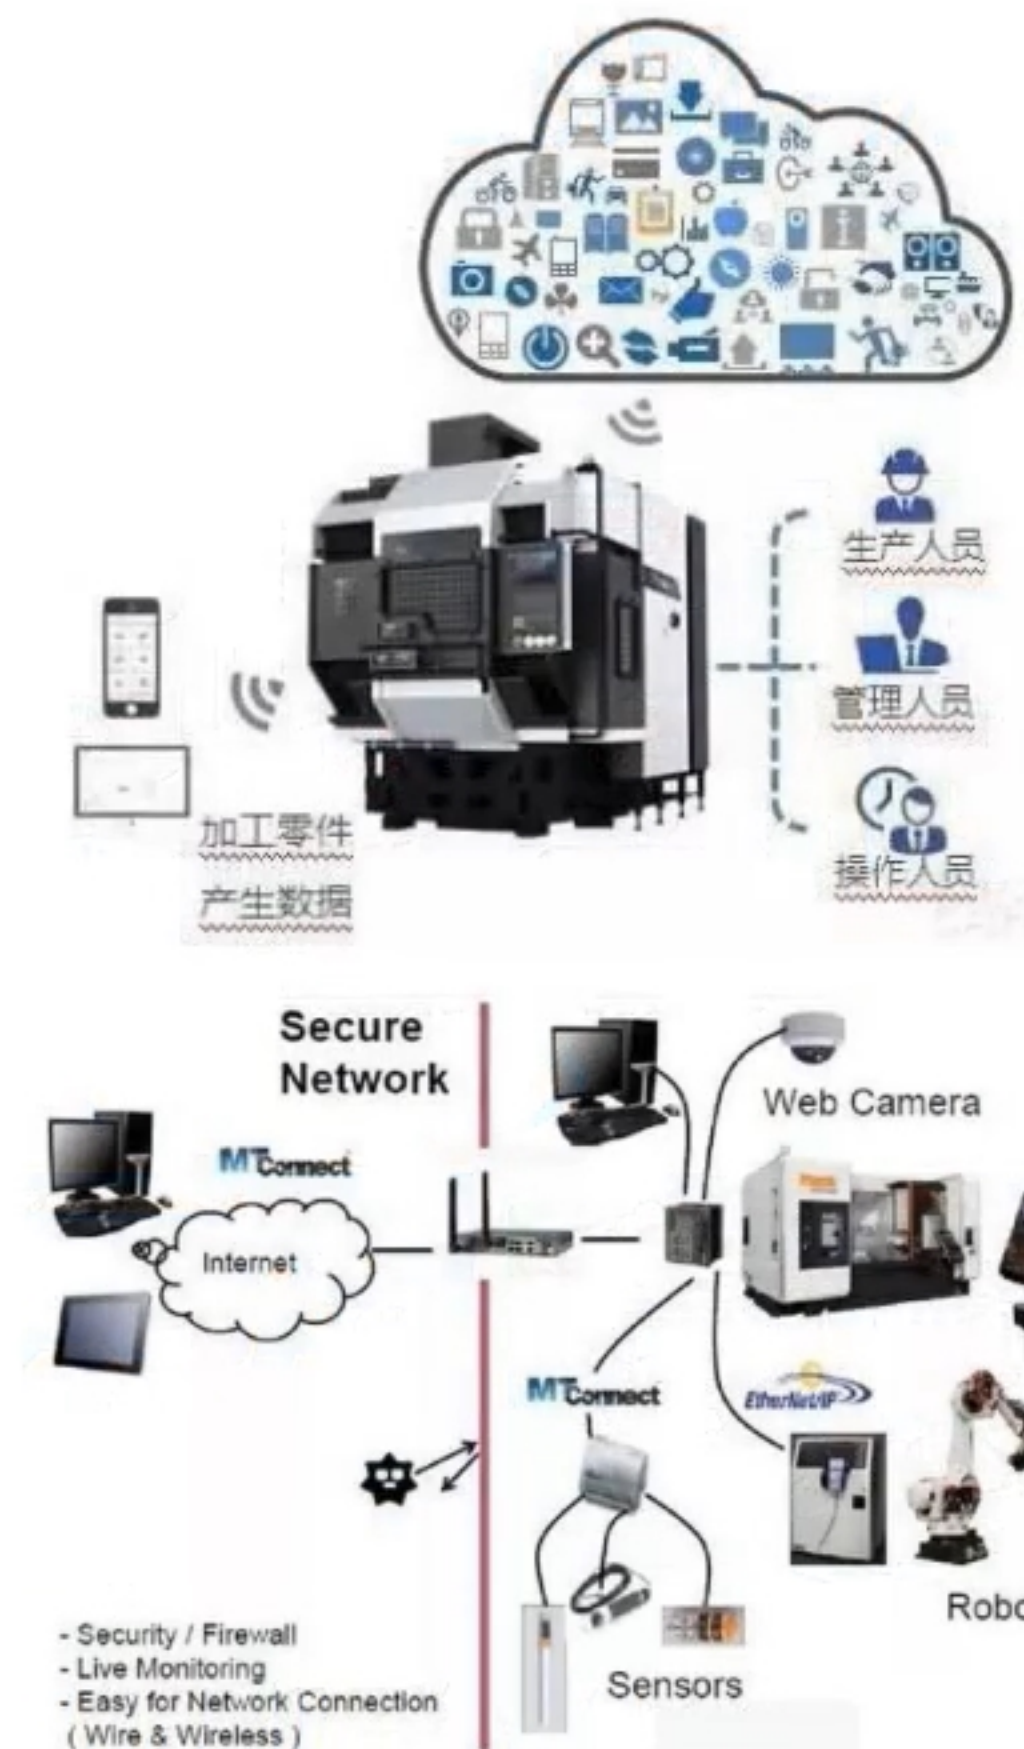 生产人员
管理人员
加工零件
操作人员
产生数据
Secure
Network
Web Camera
MTConnect
Internet
MTConnect
EtherNet/IP
Robo
Sensors
- Security / Firewall
- Live Monitoring
- Easy for Network Connection
( Wire & Wireless )